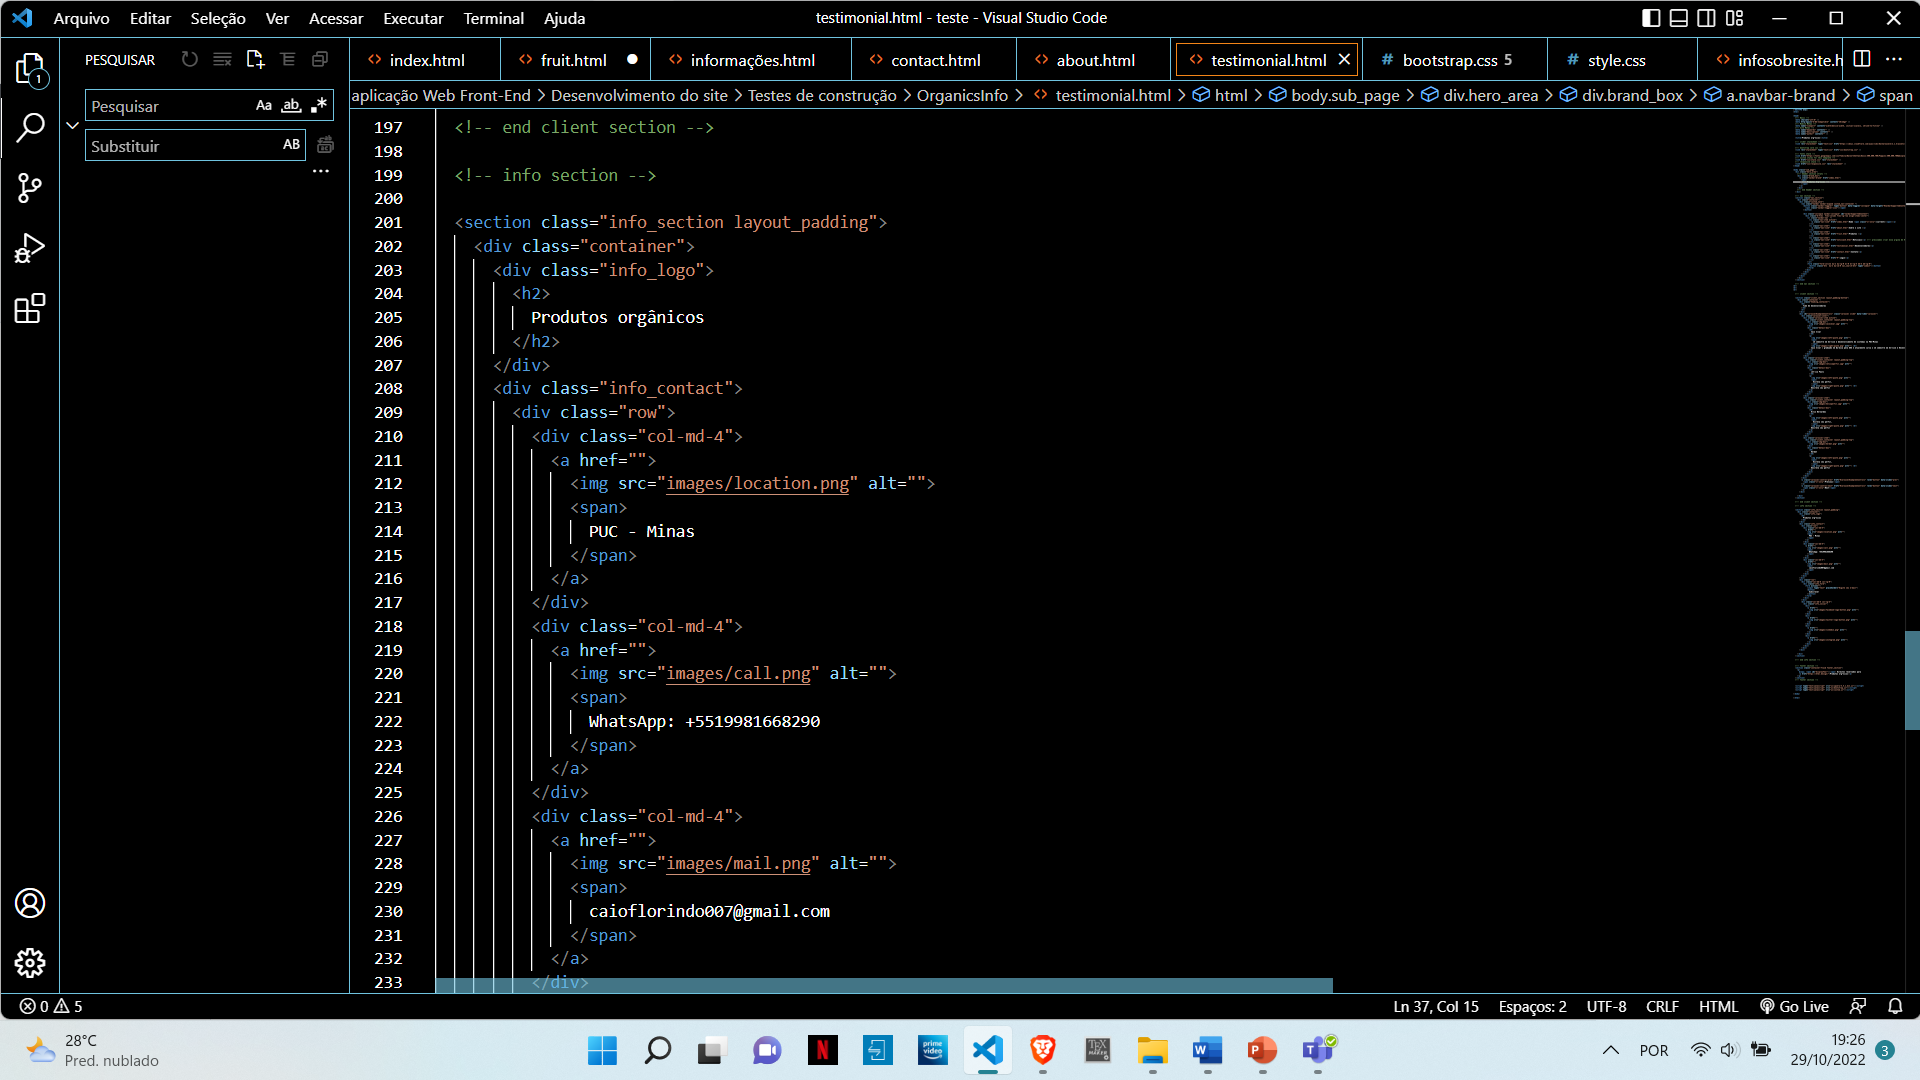 Arquivo Editar Seleção Ver Acessar Executar Terminal Ajuda
testimonial.html - teste - Visual Studio Code
PESQUISAR
index.html fruit.html informações.html contact.html about.html testimonial.html # bootstrap.css 5 # style.css infosobresite.h
1
Pesquisar Aa ab
Substituir AB
aplicação Web Front-End > Desenvolvimento do site > Testes de construção > OrganicsInfo > testimonial.html > html > body.sub_page > div.hero_area > div.brand_box > a.navbar-brand > span
197 <!-- end client section -->
198
199 <!-- info section -->
200
201 <section class="info_section layout_padding">
202 <div class="container">
203 <div class="info_logo">
204 <h2>
205 Produtos orgânicos
206 </h2>
207 </div>
208 <div class="info_contact">
209 <div class="row">
210 <div class="col-md-4">
211 <a href="">
212 <img src="images/location.png" alt="">
213 <span>
214 PUC - Minas
215 </span>
216 </a>
217 </div>
218 <div class="col-md-4">
219 <a href="">
220 <img src="images/call.png" alt="">
221 <span>
222 WhatsApp: +5519981668290
223 </span>
224 </a>
225 </div>
226 <div class="col-md-4">
227 <a href="">
228 <img src="images/mail.png" alt="">
229 <span>
230 caioflorindo007@gmail.com
231 </span>
232 </a>
233 </div>
0 5
Ln 37, Col 15 Espaços: 2 UTF-8 CRLF HTML Go Live
28°C
Pred. nublado
prime video
TEX MAKER
POR
19:26
29/10/2022
3